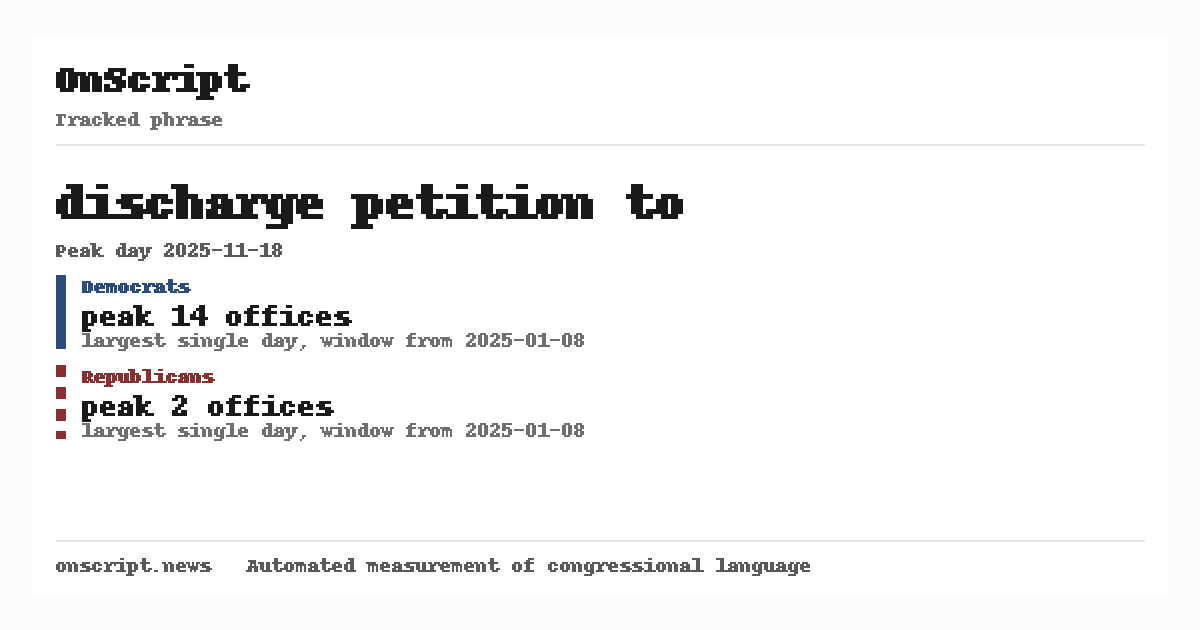 OnScript
Tracked phrase
discharge petition to
Peak day 2025-11-18
Democrats
peak 14 offices
largest single day, window from 2025-01-08
Republicans
peak 2 offices
largest single day, window from 2025-01-08
onscript.news Automated measurement of congressional language